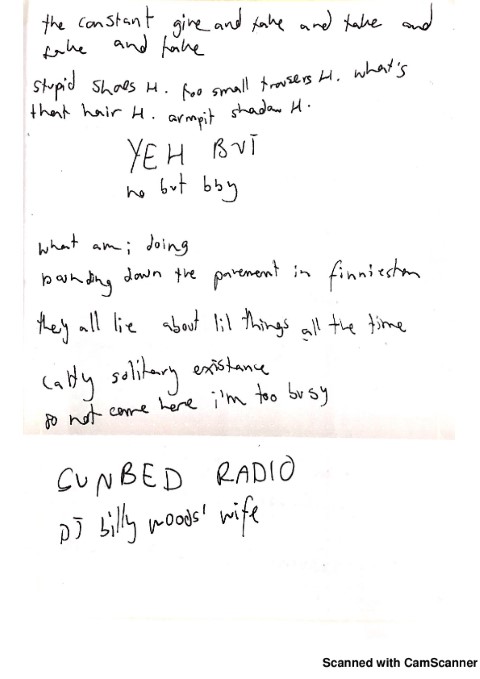 the constant give and take and take and
take and take
stupid shoes H. too small trousers H. what's
that hair H. armpit shadow H.
YEH BUT
no but bby
what am i doing
pounding down the pavement in finnieston
they all lie about lil things all the time
solitary existance
do not come here i'm too busy
SUNBED RADIO
DJ billy woods' wife
Scanned with CamScanner